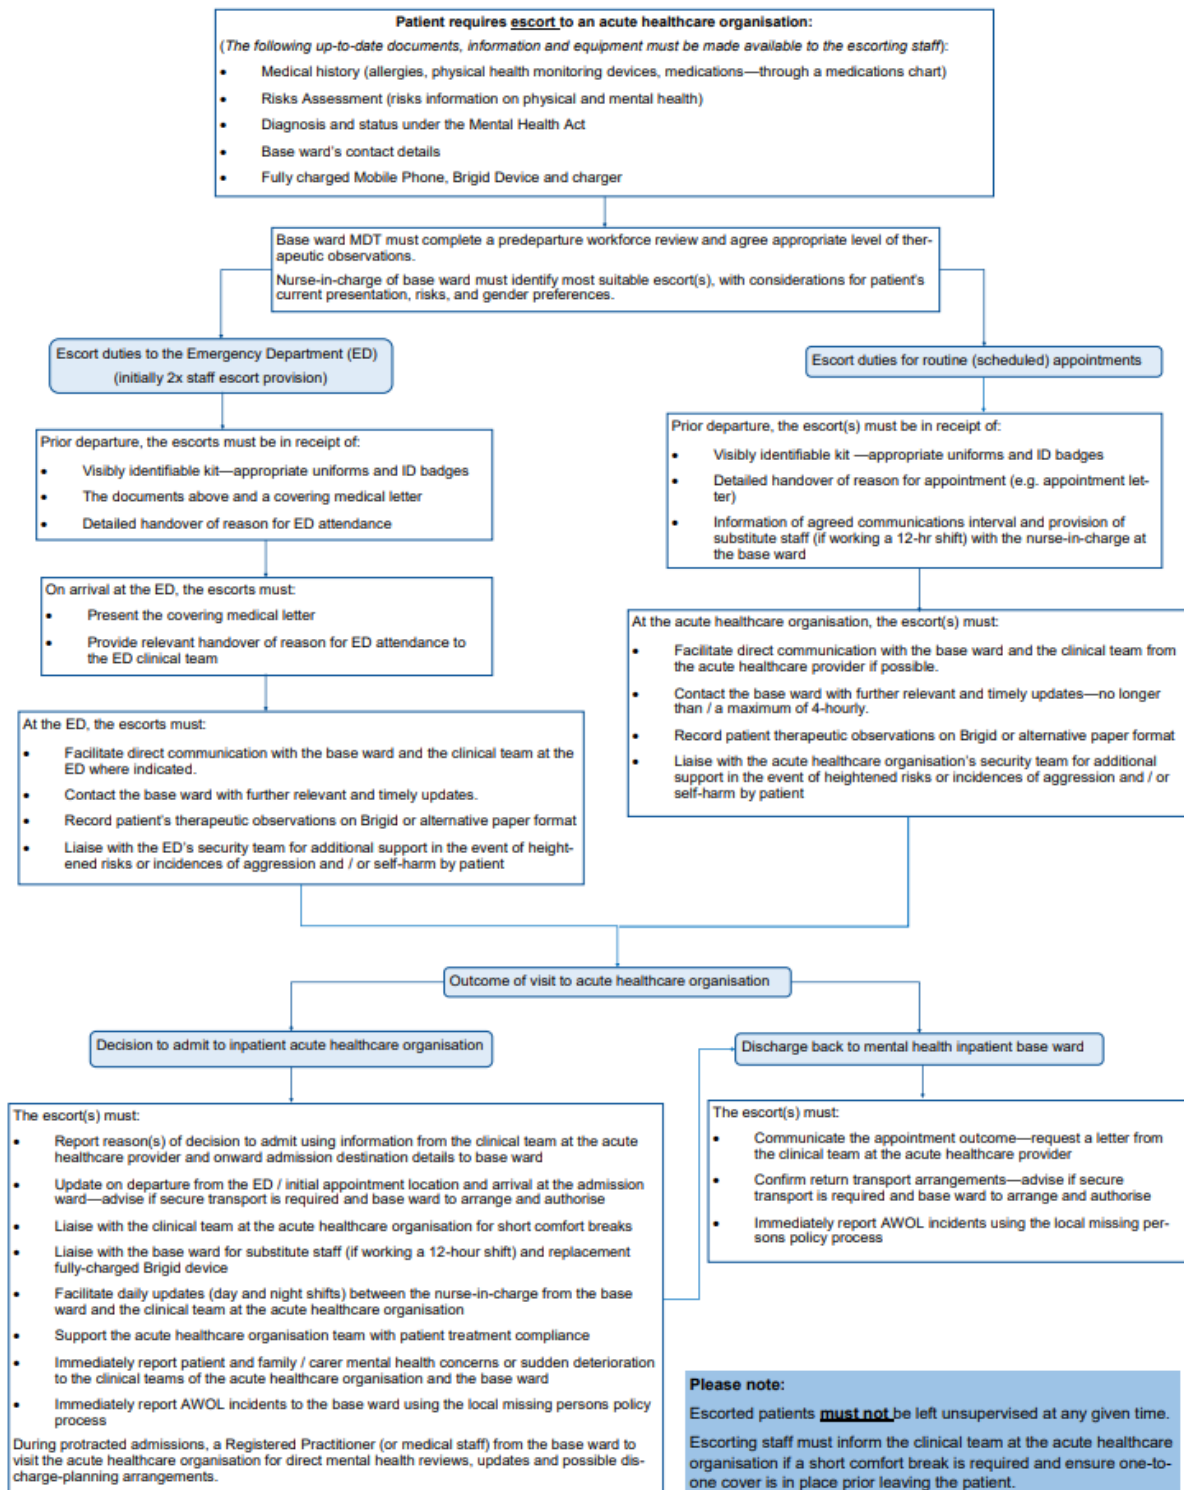 Patient requires escort to an acute healthcare organisation:
(The following up-to-date documents, information and equipment must be made available to the escorting staff):
• Medical history (allergies, physical health monitoring devices, medications—through a medications chart)
• Risks Assessment (risks information on physical and mental health)
• Diagnosis and status under the Mental Health Act
• Base ward's contact details
• Fully charged Mobile Phone, Brigid Device and charger
Base ward MDT must complete a predeparture workforce review and agree appropriate level of ther-
apeutic observations.
Nurse-in-charge of base ward must identify most suitable escort(s), with considerations for patient's
current presentation, risks, and gender preferences.
Escort duties to the Emergency Department (ED)
(initially 2x staff escort provision)
Prior departure, the escorts must be in receipt of:
• Visibly identifiable kit—appropriate uniforms and ID badges
• The documents above and a covering medical letter
• Detailed handover of reason for ED attendance
On arrival at the ED, the escorts must:
• Present the covering medical letter
• Provide relevant handover of reason for ED attendance to
the ED clinical team
At the ED, the escorts must:
• Facilitate direct communication with the base ward and the clinical team at the
ED where indicated.
• Contact the base ward with further relevant and timely updates.
• Record patient's therapeutic observations on Brigid or alternative paper format
• Liaise with the ED's security team for additional support in the event of height-
ened risks or incidences of aggression and / or self-harm by patient
Escort duties for routine (scheduled) appointments
Prior departure, the escort(s) must be in receipt of:
• Visibly identifiable kit —appropriate uniforms and ID badges
• Detailed handover of reason for appointment (e.g. appointment let-
ter)
• Information of agreed communications interval and provision of
substitute staff (if working a 12-hr shift) with the nurse-in-charge at
the base ward
At the acute healthcare organisation, the escort(s) must:
• Facilitate direct communication with the base ward and the clinical team from
the acute healthcare provider if possible.
• Contact the base ward with further relevant and timely updates—no longer
than / a maximum of 4-hourly.
• Record patient therapeutic observations on Brigid or alternative paper format
• Liaise with the acute healthcare organisation's security team for additional
support in the event of heightened risks or incidences of aggression and / or
self-harm by patient
Outcome of visit to acute healthcare organisation
Decision to admit to inpatient acute healthcare organisation
The escort(s) must:
• Report reason(s) of decision to admit using information from the clinical team at the acute
healthcare provider and onward admission destination details to base ward
• Update on departure from the ED / initial appointment location and arrival at the admission
ward—advise if secure transport is required and base ward to arrange and authorise
• Liaise with the clinical team at the acute healthcare organisation for short comfort breaks
• Liaise with the base ward for substitute staff (if working a 12-hour shift) and replacement
fully-charged Brigid device
• Facilitate daily updates (day and night shifts) between the nurse-in-charge from the base
ward and the clinical team at the acute healthcare organisation
• Support the acute healthcare organisation team with patient treatment compliance
• Immediately report patient and family / carer mental health concerns or sudden deterioration
to the clinical teams of the acute healthcare organisation and the base ward
• Immediately report AWOL incidents to the base ward using the local missing persons policy
process
During protracted admissions, a Registered Practitioner (or medical staff) from the base ward to
visit the acute healthcare organisation for direct mental health reviews, updates and possible dis-
charge-planning arrangements.
Discharge back to mental health inpatient base ward
The escort(s) must:
• Communicate the appointment outcome—request a letter from
the clinical team at the acute healthcare provider
• Confirm return transport arrangements—advise if secure
transport is required and base ward to arrange and authorise
• Immediately report AWOL incidents using the local missing per-
sons policy process
Please note:
Escorted patients must not be left unsupervised at any given time.
Escorting staff must inform the clinical team at the acute healthcare
organisation if a short comfort break is required and ensure one-to-
one cover is in place prior leaving the patient.